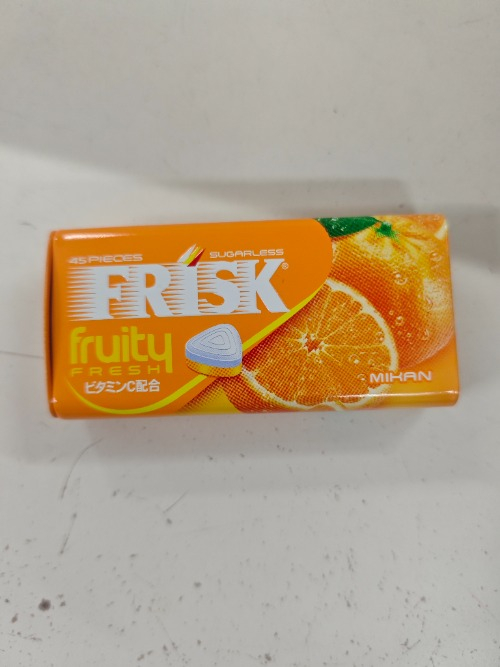 45 PIECES SUGARLESS
FRISK®
fruity
FRESH
ビタミンC配合
MIKAN